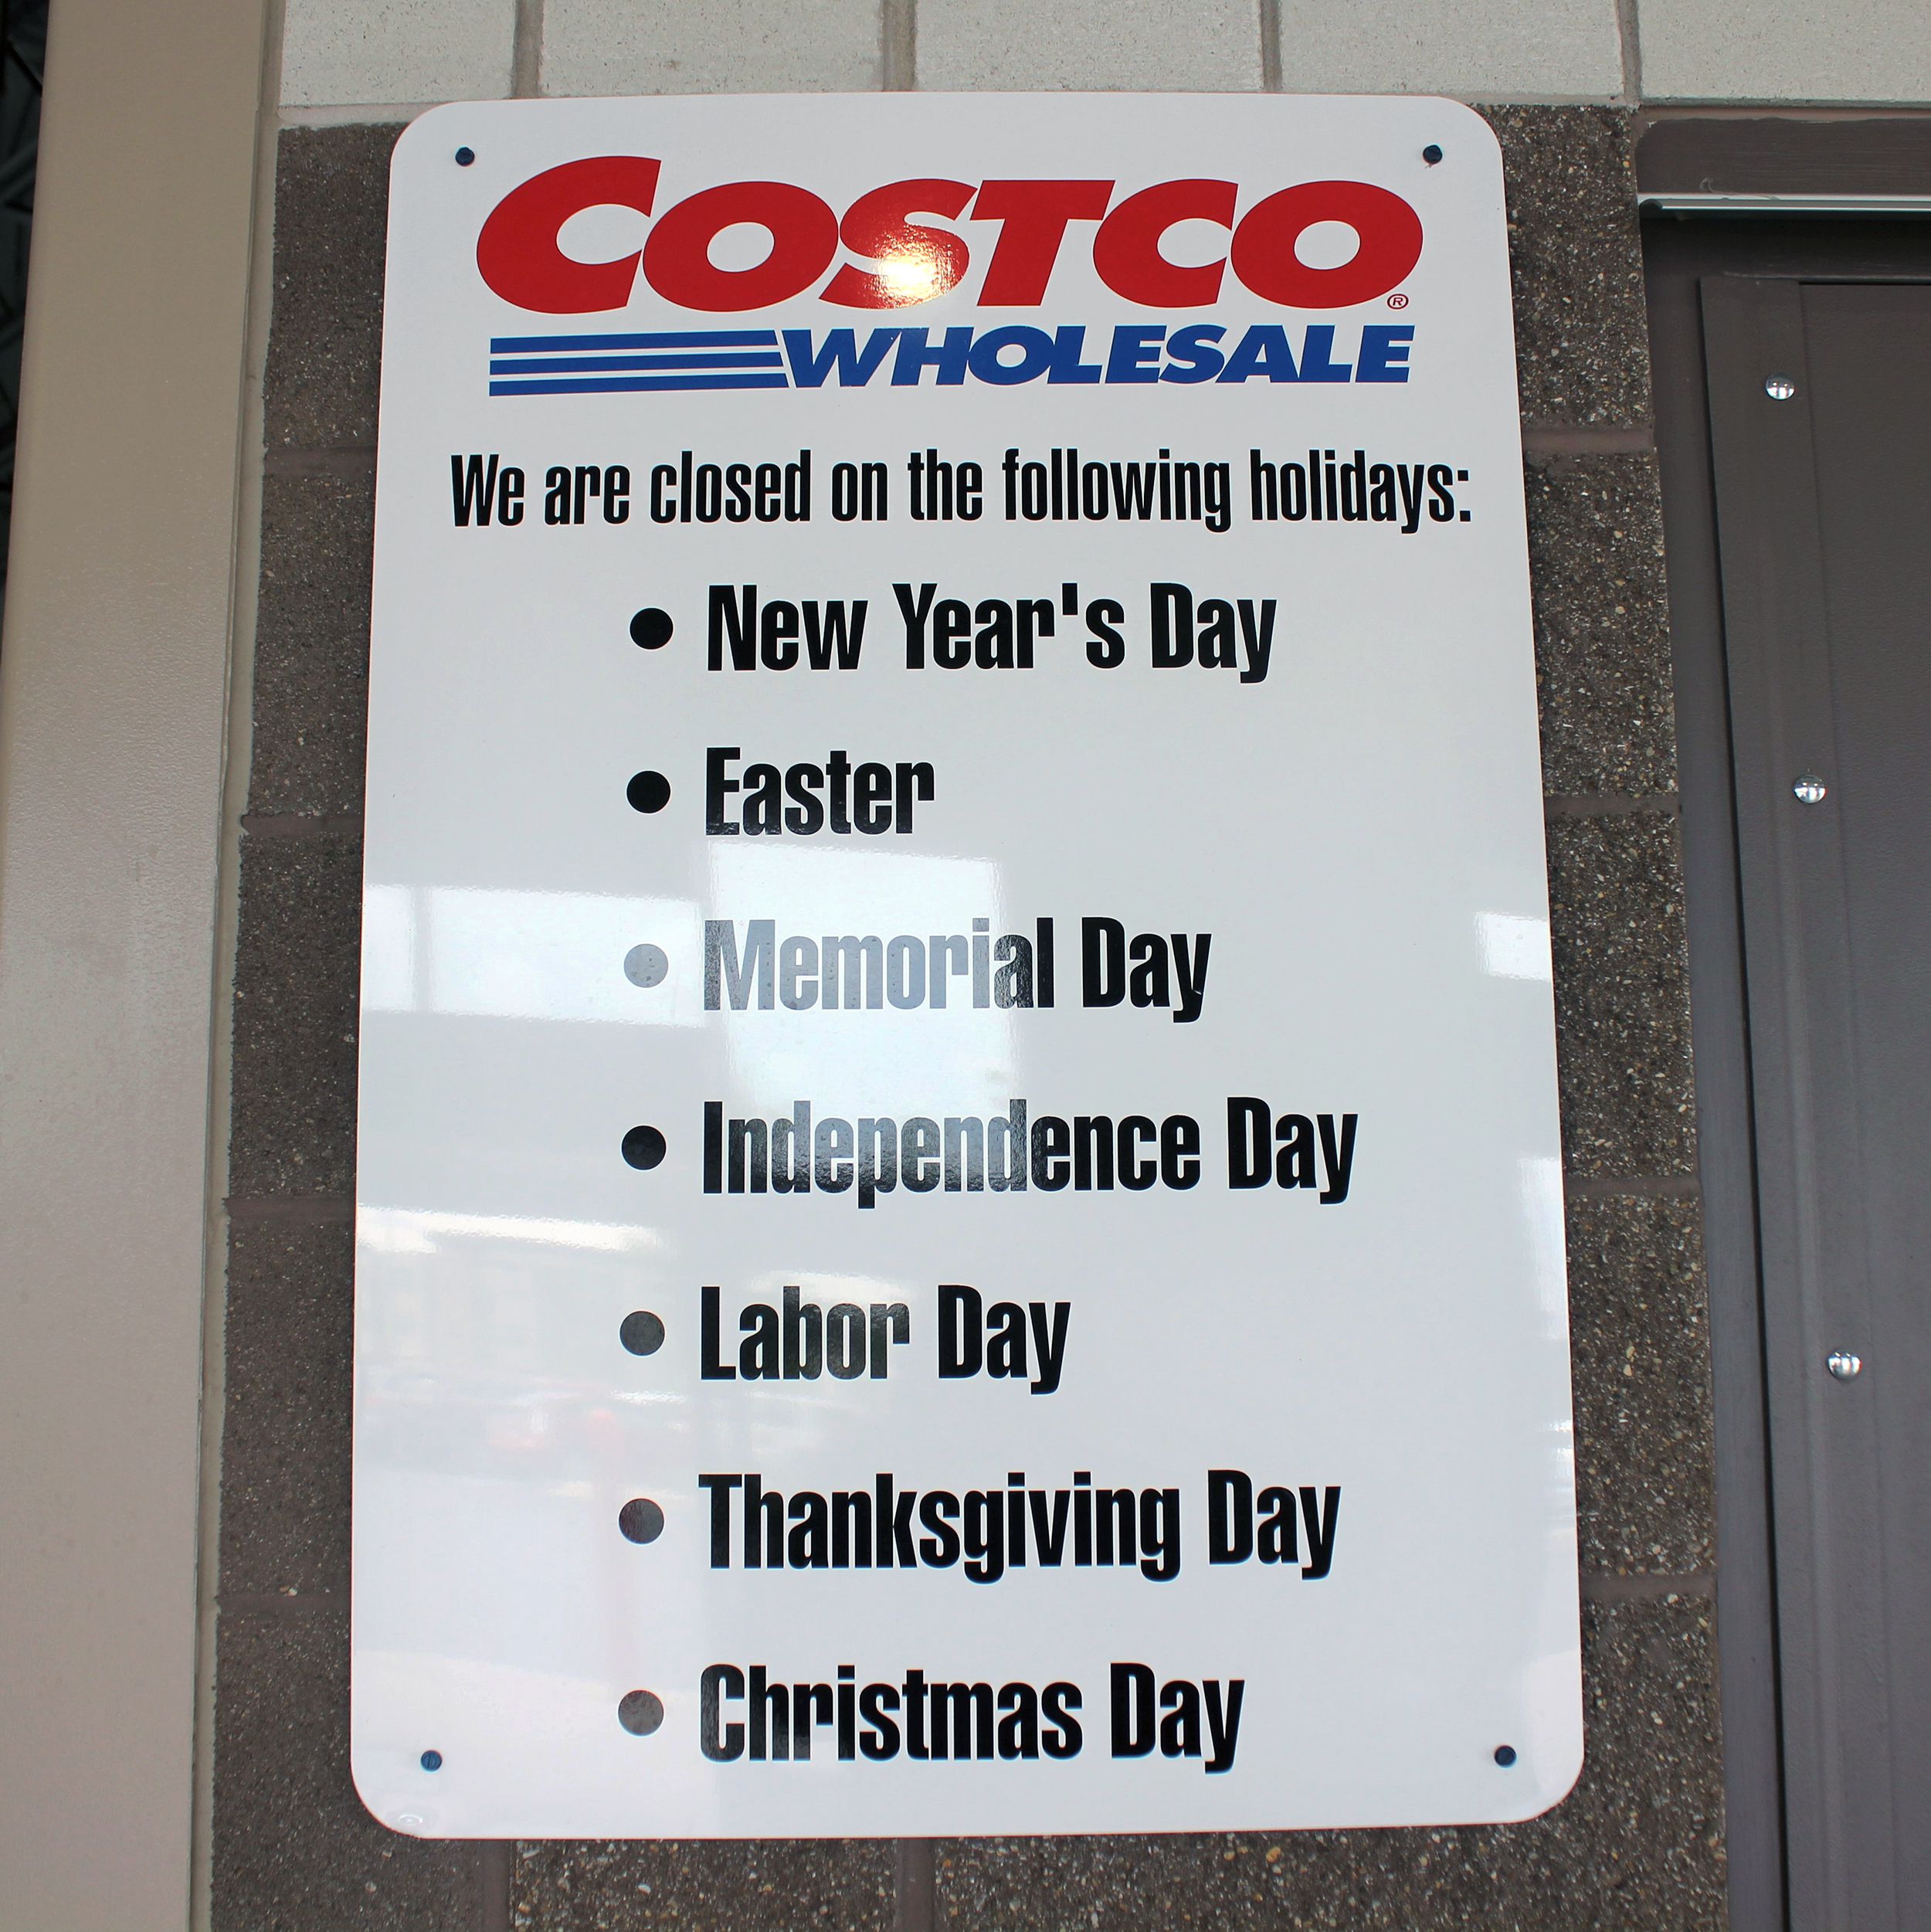 COSTCO®
WHOLESALE
We are closed on the following holidays:
• New Year's Day
• Easter
• Memorial Day
• Independence Day
• Labor Day
• Thanksgiving Day
• Christmas Day